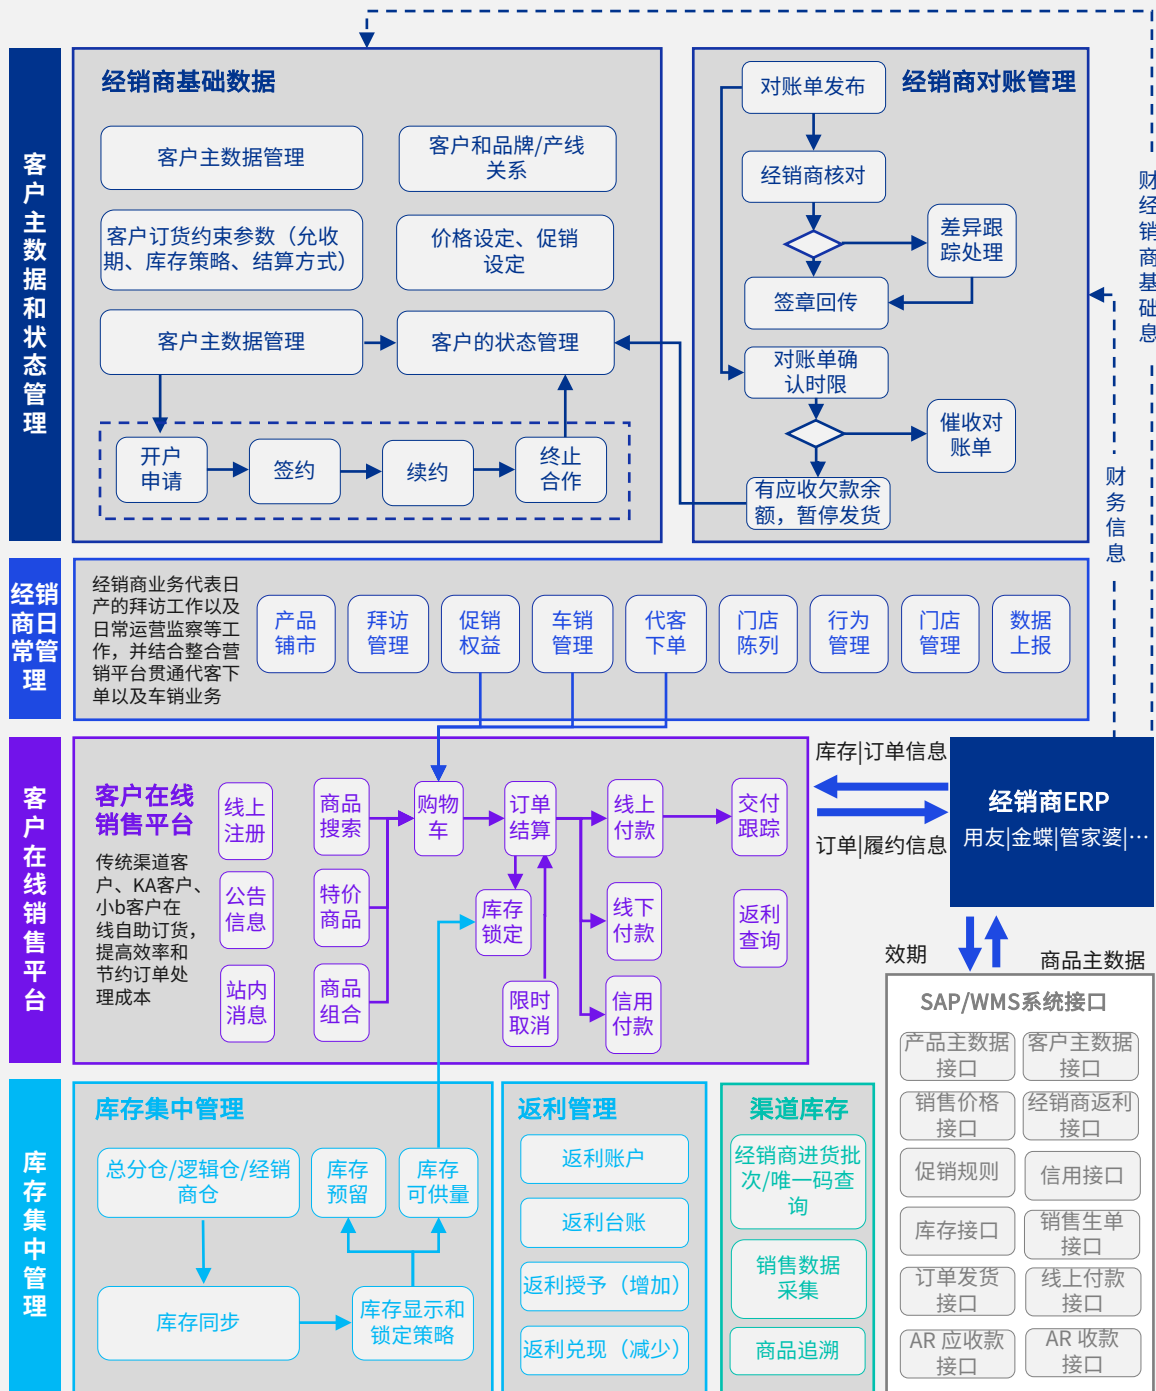 客户主数据和状态管理
经销商基础数据
客户主数据管理
客户和品牌/产线
关系
客户订货约束参数（允收
期、库存策略、结算方式）
价格设定、促销
设定
客户主数据管理
客户的状态管理
开户
申请
签约
续约
终止
合作
经销商对账管理
对账单发布
经销商核对
差异跟
踪处理
签章回传
对账单确
认时限
催收对
账单
有应收欠款余
额，暂停发货
财经销商基础息
财务信息
经销
商日
常管
理
经销商业务代表日
产的拜访工作以及
日常运营监察等工
作，并结合整合营
销平台贯通代客下
单以及车销业务
产品
铺市
拜访
管理
促销
权益
车销
管理
代客
下单
门店
陈列
行为
管理
门店
管理
数据
上报
客户在线销售平台
客户在线
销售平台
传统渠道客
户、KA客户、
小b客户在
线自助订货，
提高效率和
节约订单处
理成本
线上
注册
公告
信息
站内
消息
商品
搜索
特价
商品
商品
组合
购物
车
订单
结算
库存
锁定
限时
取消
线上
付款
线下
付款
信用
付款
交付
跟踪
返利
查询
库存|订单信息
订单|履约信息
经销商ERP
用友|金蝶|管家婆|…
效期
商品主数据
库存集中管理
库存集中管理
总分仓/逻辑仓/经销
商仓
库存
预留
库存
可供量
库存同步
库存显示和
锁定策略
返利管理
返利账户
返利台账
返利授予（增加）
返利兑现（减少）
渠道库存
经销商进货批
次/唯一码查
询
销售数据
采集
商品追溯
SAP/WMS系统接口
产品主数据
接口
客户主数据
接口
销售价格
接口
经销商返利
接口
促销规则
信用接口
库存接口
销售生单
接口
订单发货
接口
线上付款
接口
AR 应收款
接口
AR 收款
接口